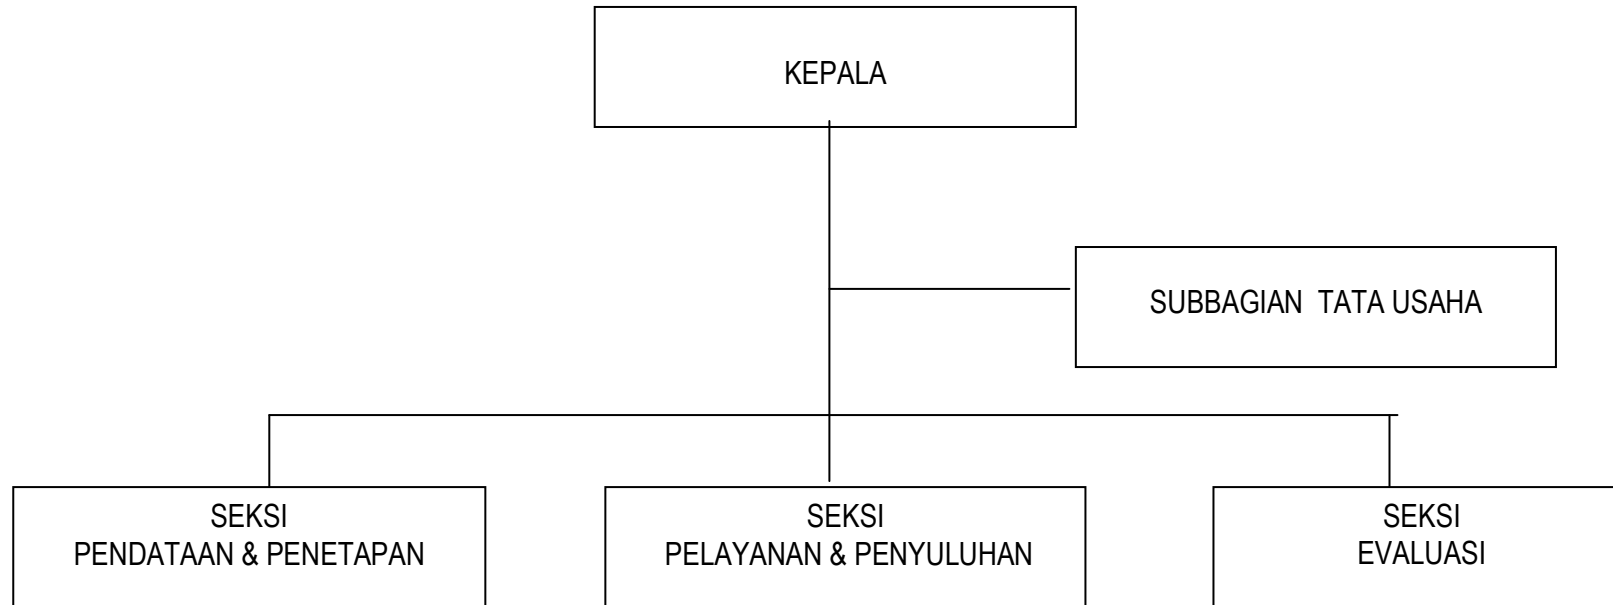 KEPALA
SUBBAGIAN TATA USAHA
SEKSI
PENDATAAN & PENETAPAN
SEKSI
PELAYANAN & PENYULUHAN
SEKSI
EVALUASI